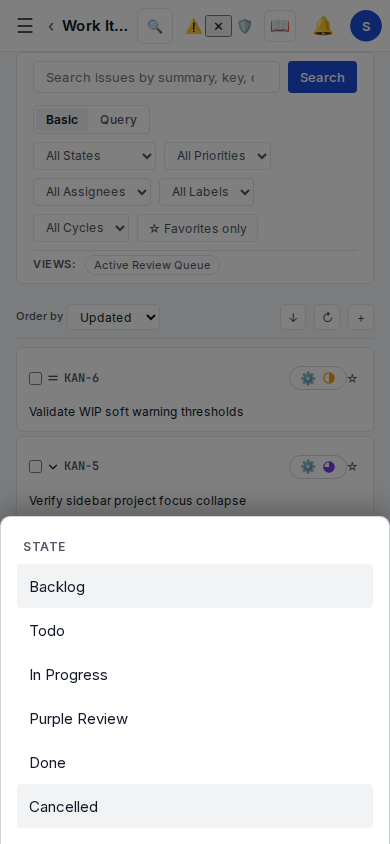 Work It...
S
Search issues by summary, key, c
Search
Basic Query
All States All Priorities
All Assignees All Labels
All Cycles ☆ Favorites only
VIEWS: Active Review Queue
Order by Updated
KAN-6
Validate WIP soft warning thresholds
KAN-5
Verify sidebar project focus collapse
STATE
Backlog
Todo
In Progress
Purple Review
Done
Cancelled